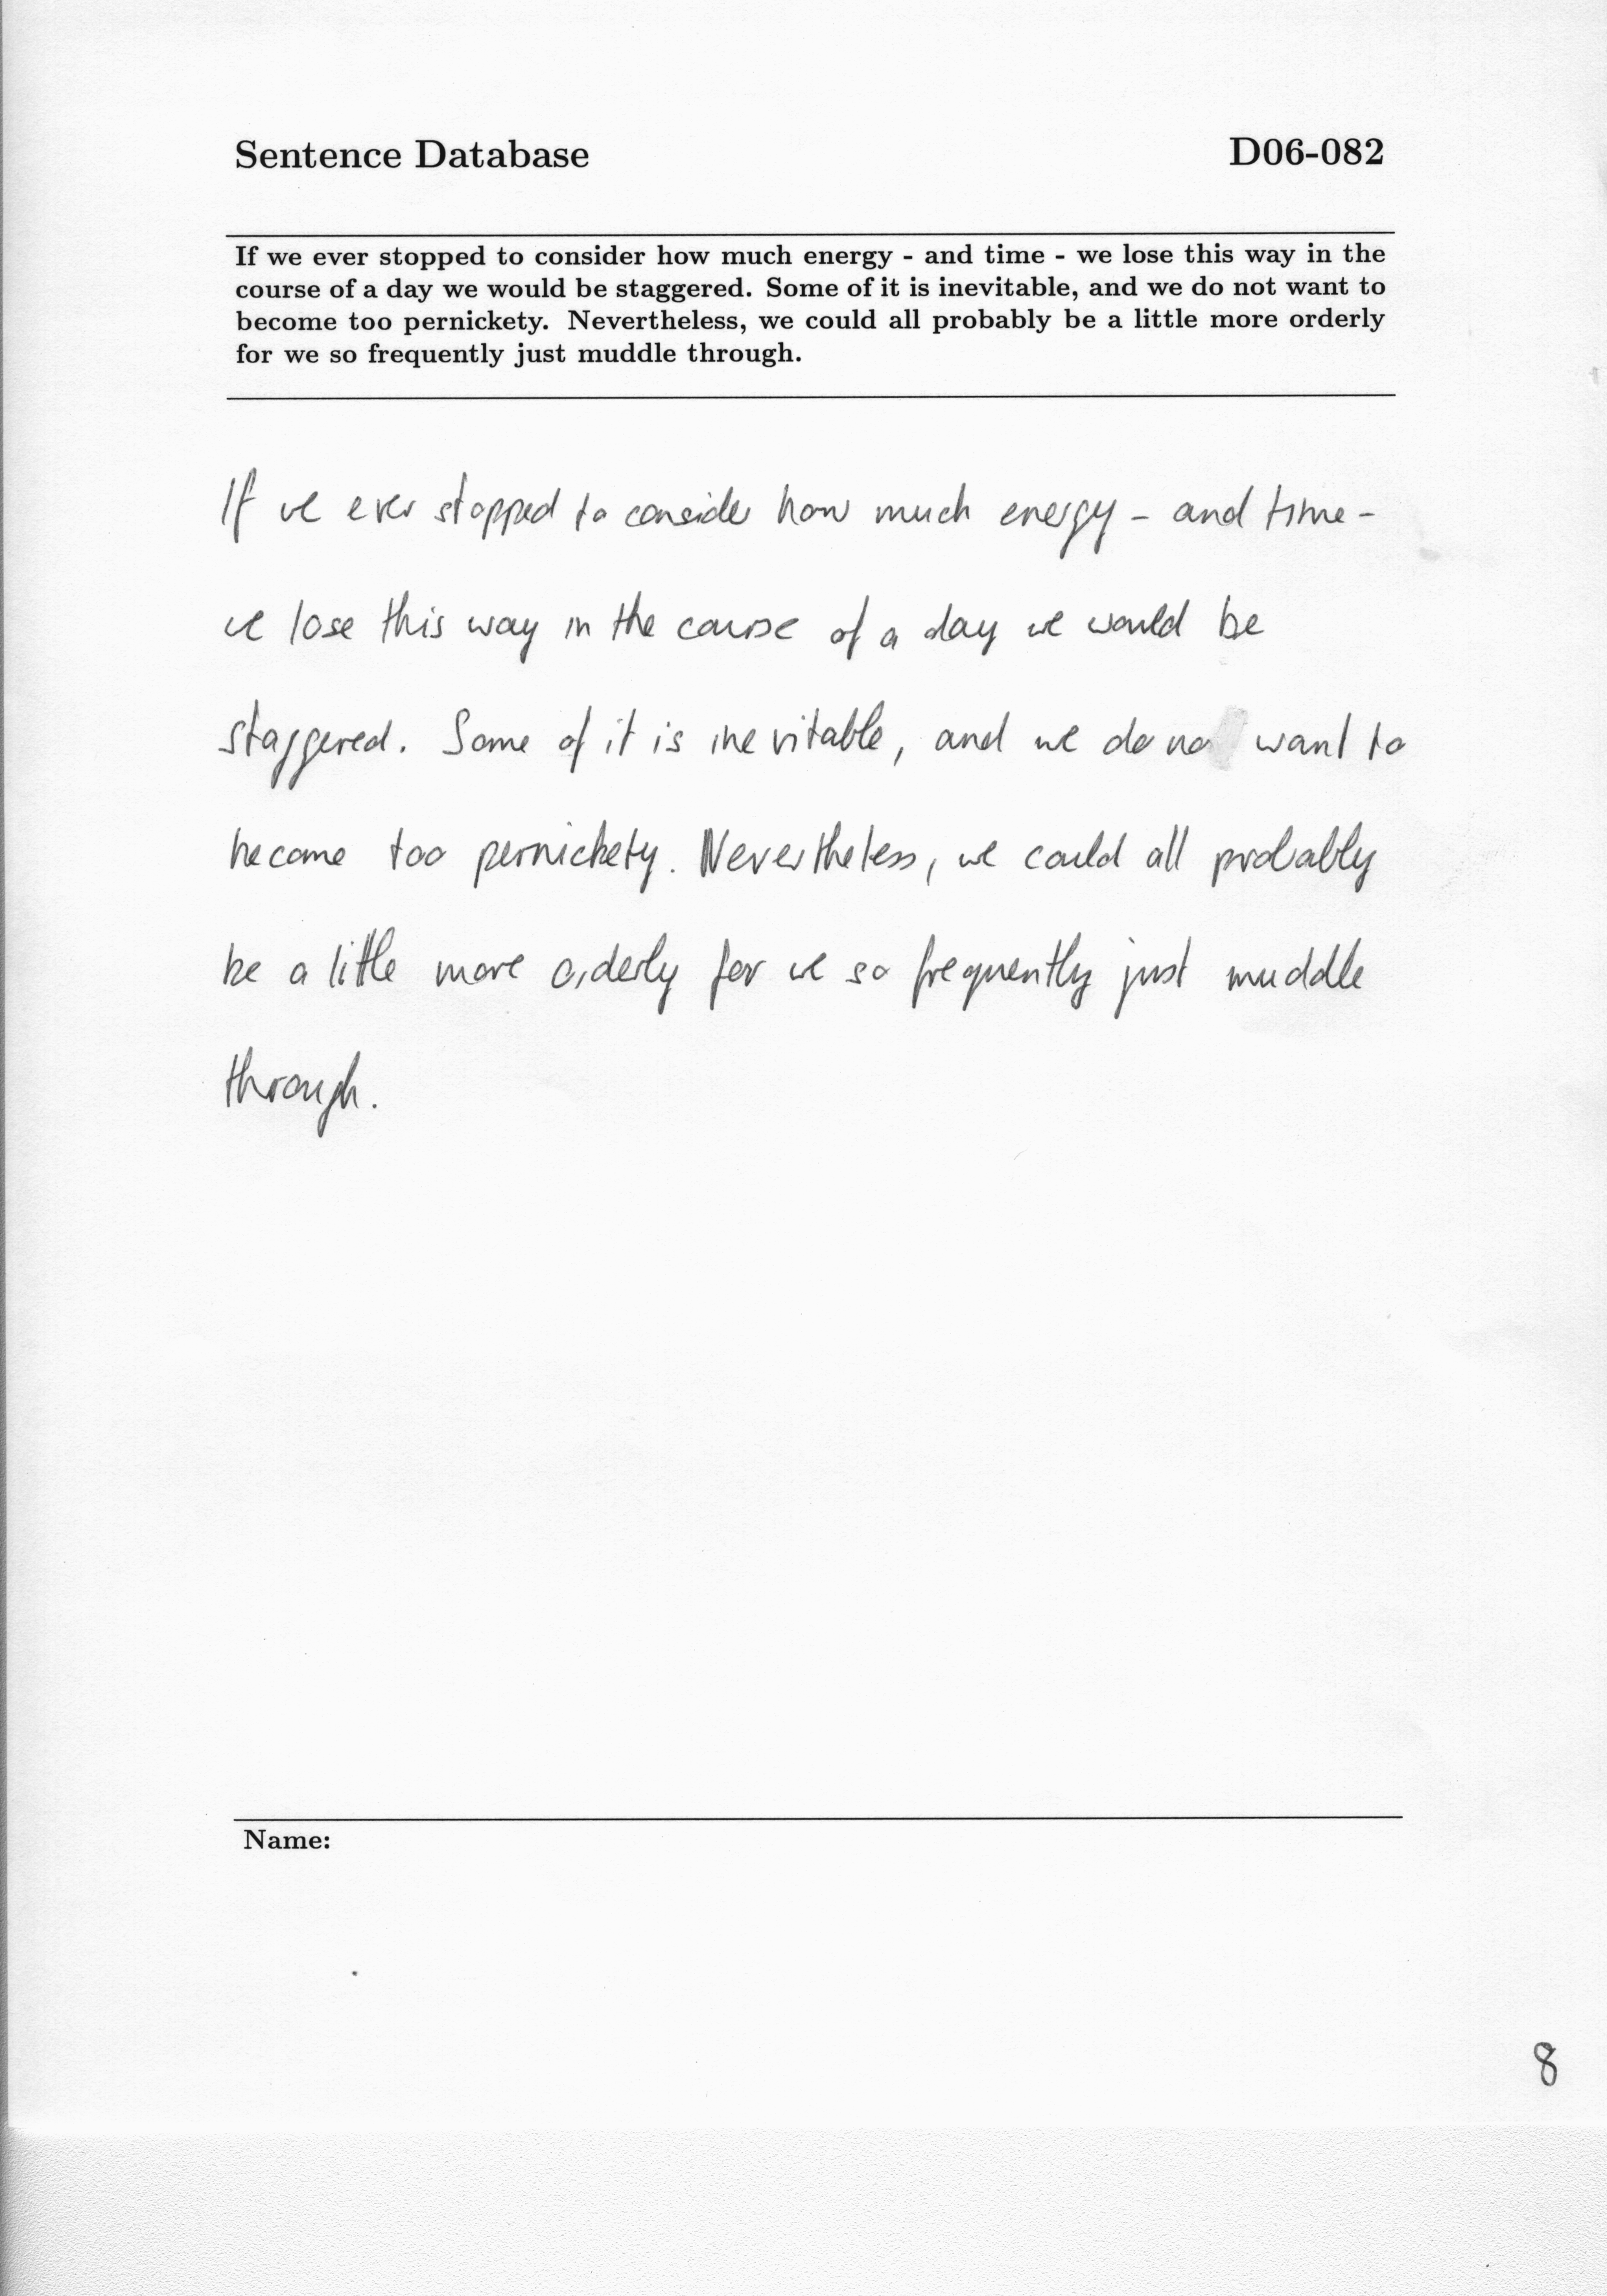 Sentence Database D06-082
If we ever stopped to consider how much energy - and time - we lose this way in the
course of a day we would be staggered. Some of it is inevitable, and we do not want to
become too pernickety. Nevertheless, we could all probably be a little more orderly
for we so frequently just muddle through.
If we ever stopped to consider how much energy - and time -
we lose this way in the course of a day we would be
staggered. Some of it is inevitable, and we do no want to
become too pernickety. Nevertheless, we could all probably
be a little more orderly for we so frequently just muddle
through.
Name:
8